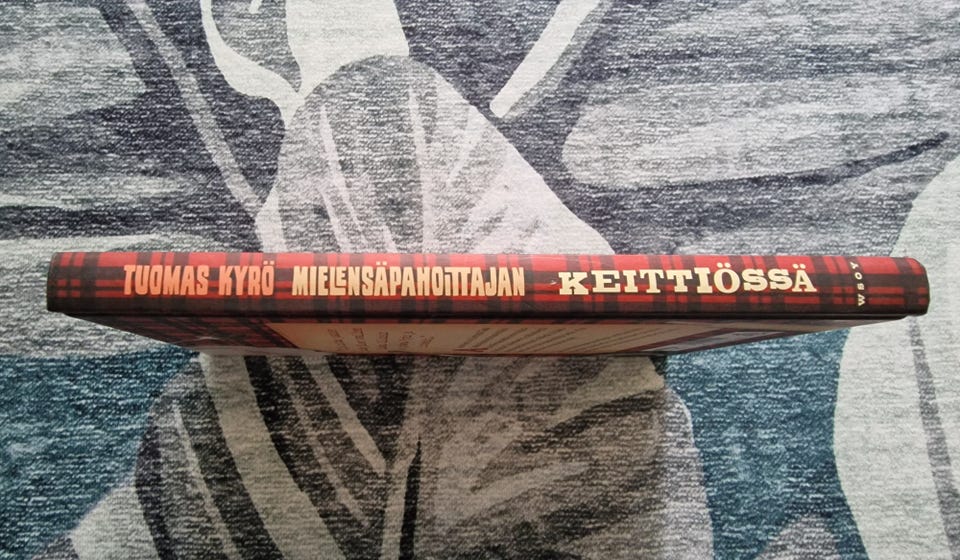 TUOMAS KYRÖ MIELENSÄPAHOITTAJAN KEITTIÖSSÄ
WSOY